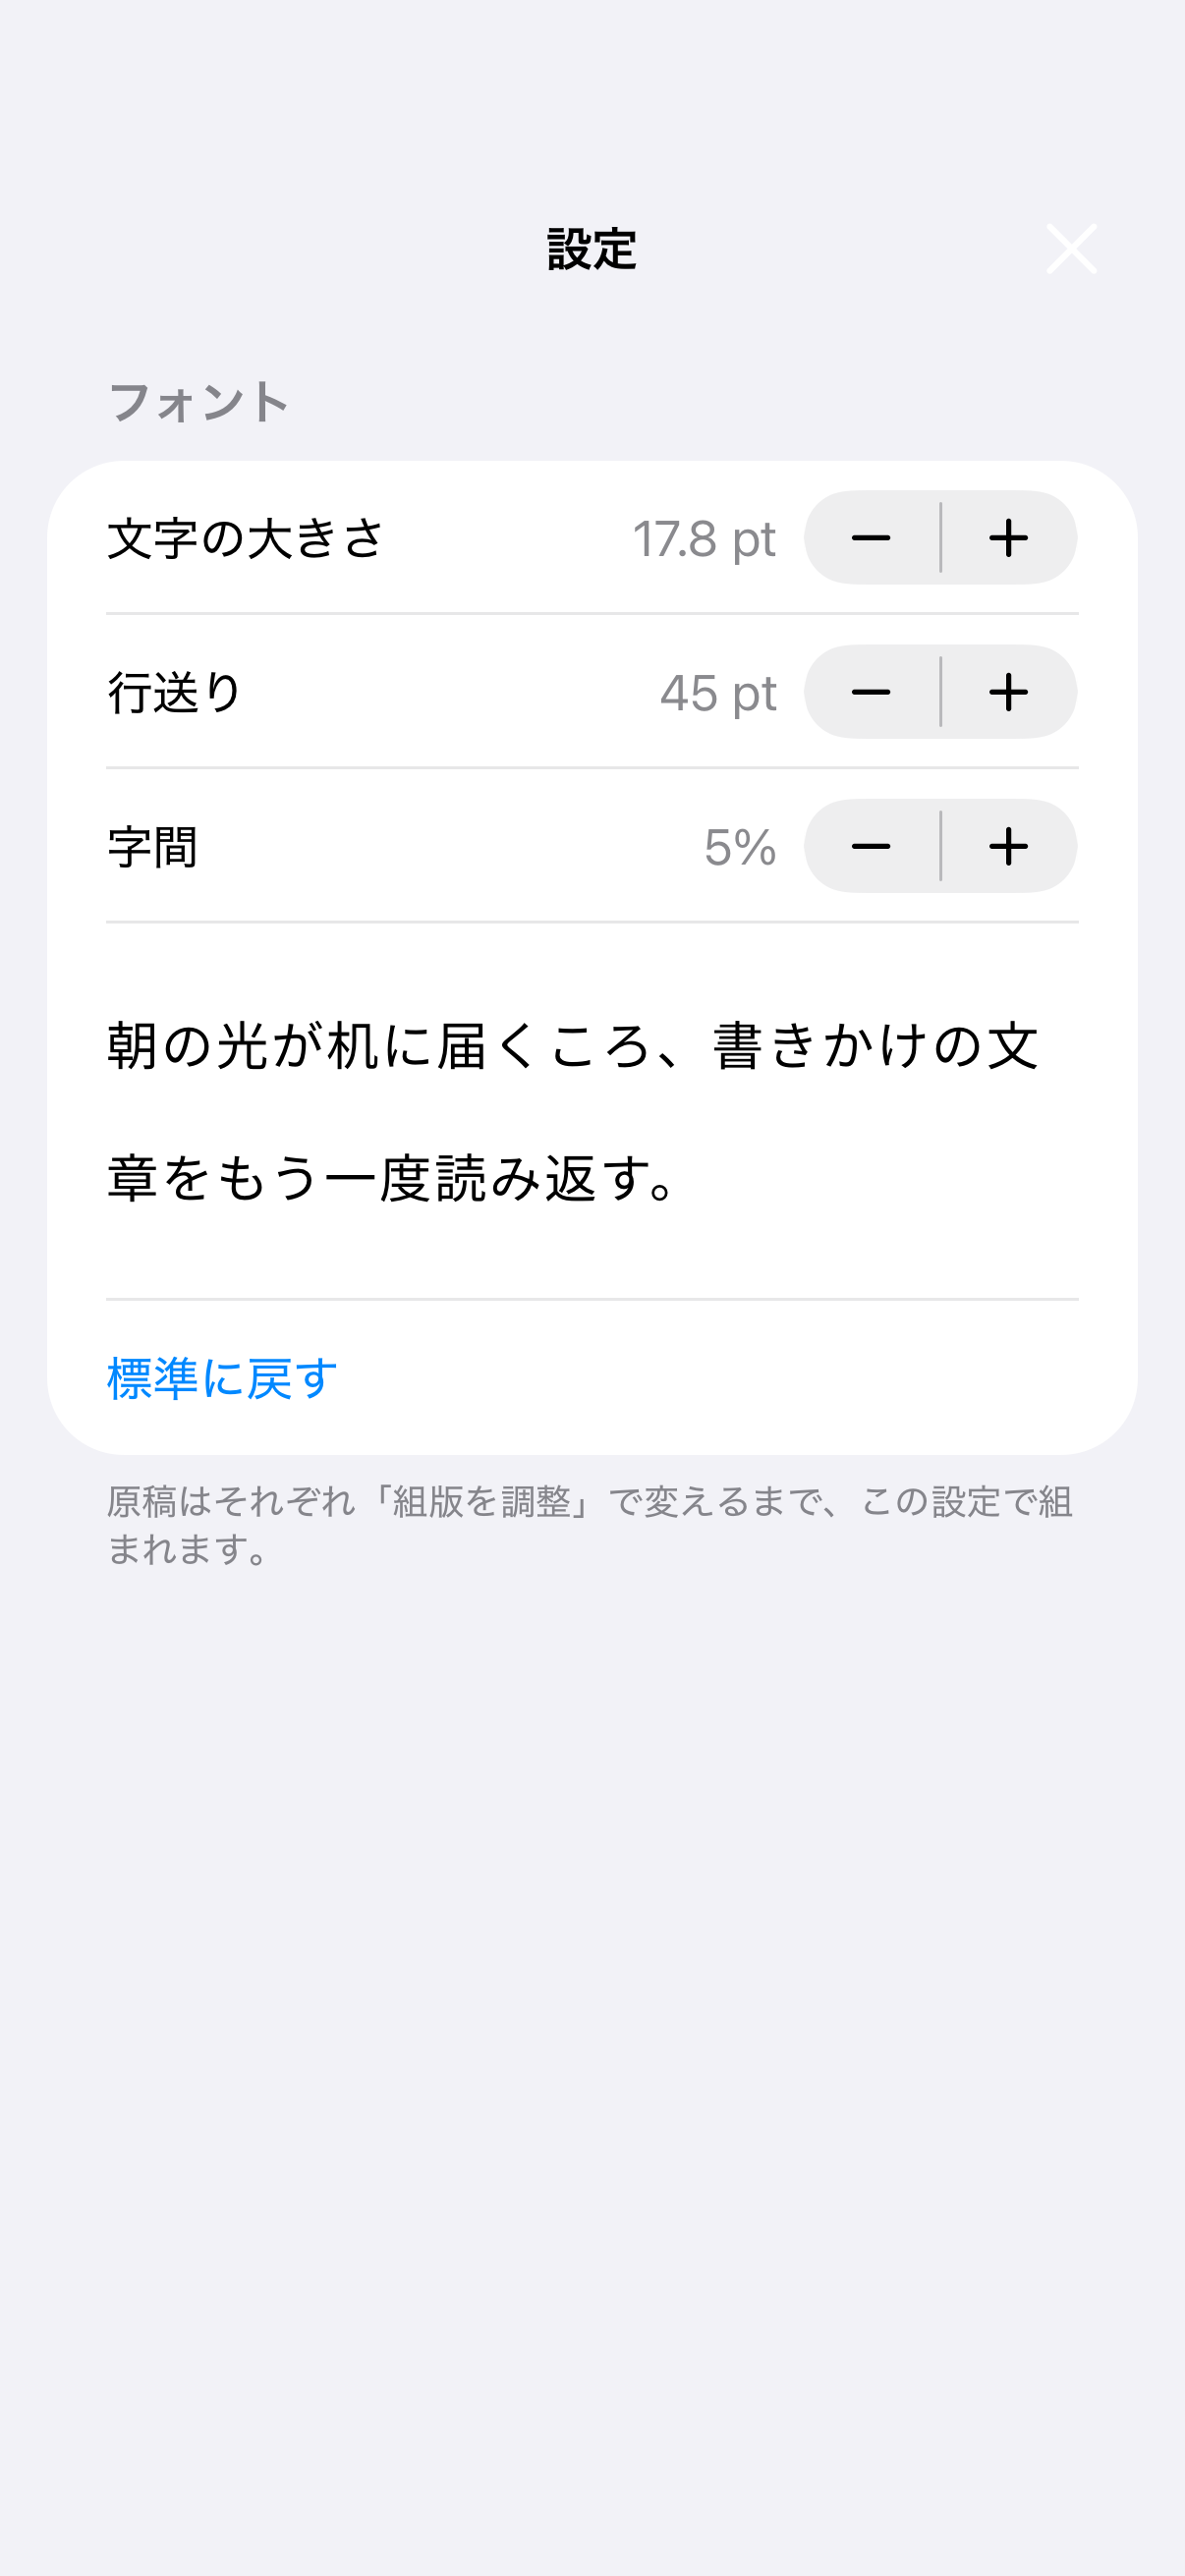 設定
フォント
文字の大きさ 17.8 pt
行送り 45 pt
字間 5%
朝の光が机に届くころ、書きかけの文
章をもう一度読み返す。
標準に戻す
原稿はそれぞれ「組版を調整」で変えるまで、この設定で組
まれます。